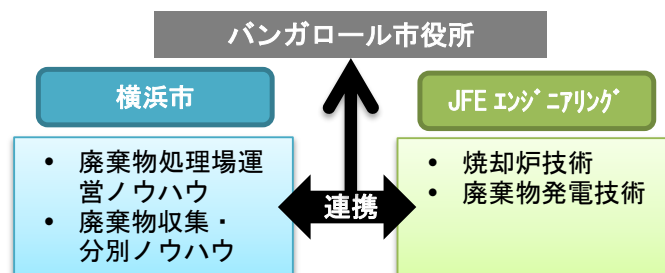 バンガロール市役所
横浜市
JFE ｴﾝｼﾞﾆｱﾘﾝｸﾞ
• 廃棄物処理場運
営ノウハウ
• 廃棄物収集・
分別ノウハウ
連携
• 焼却炉技術
• 廃棄物発電技術